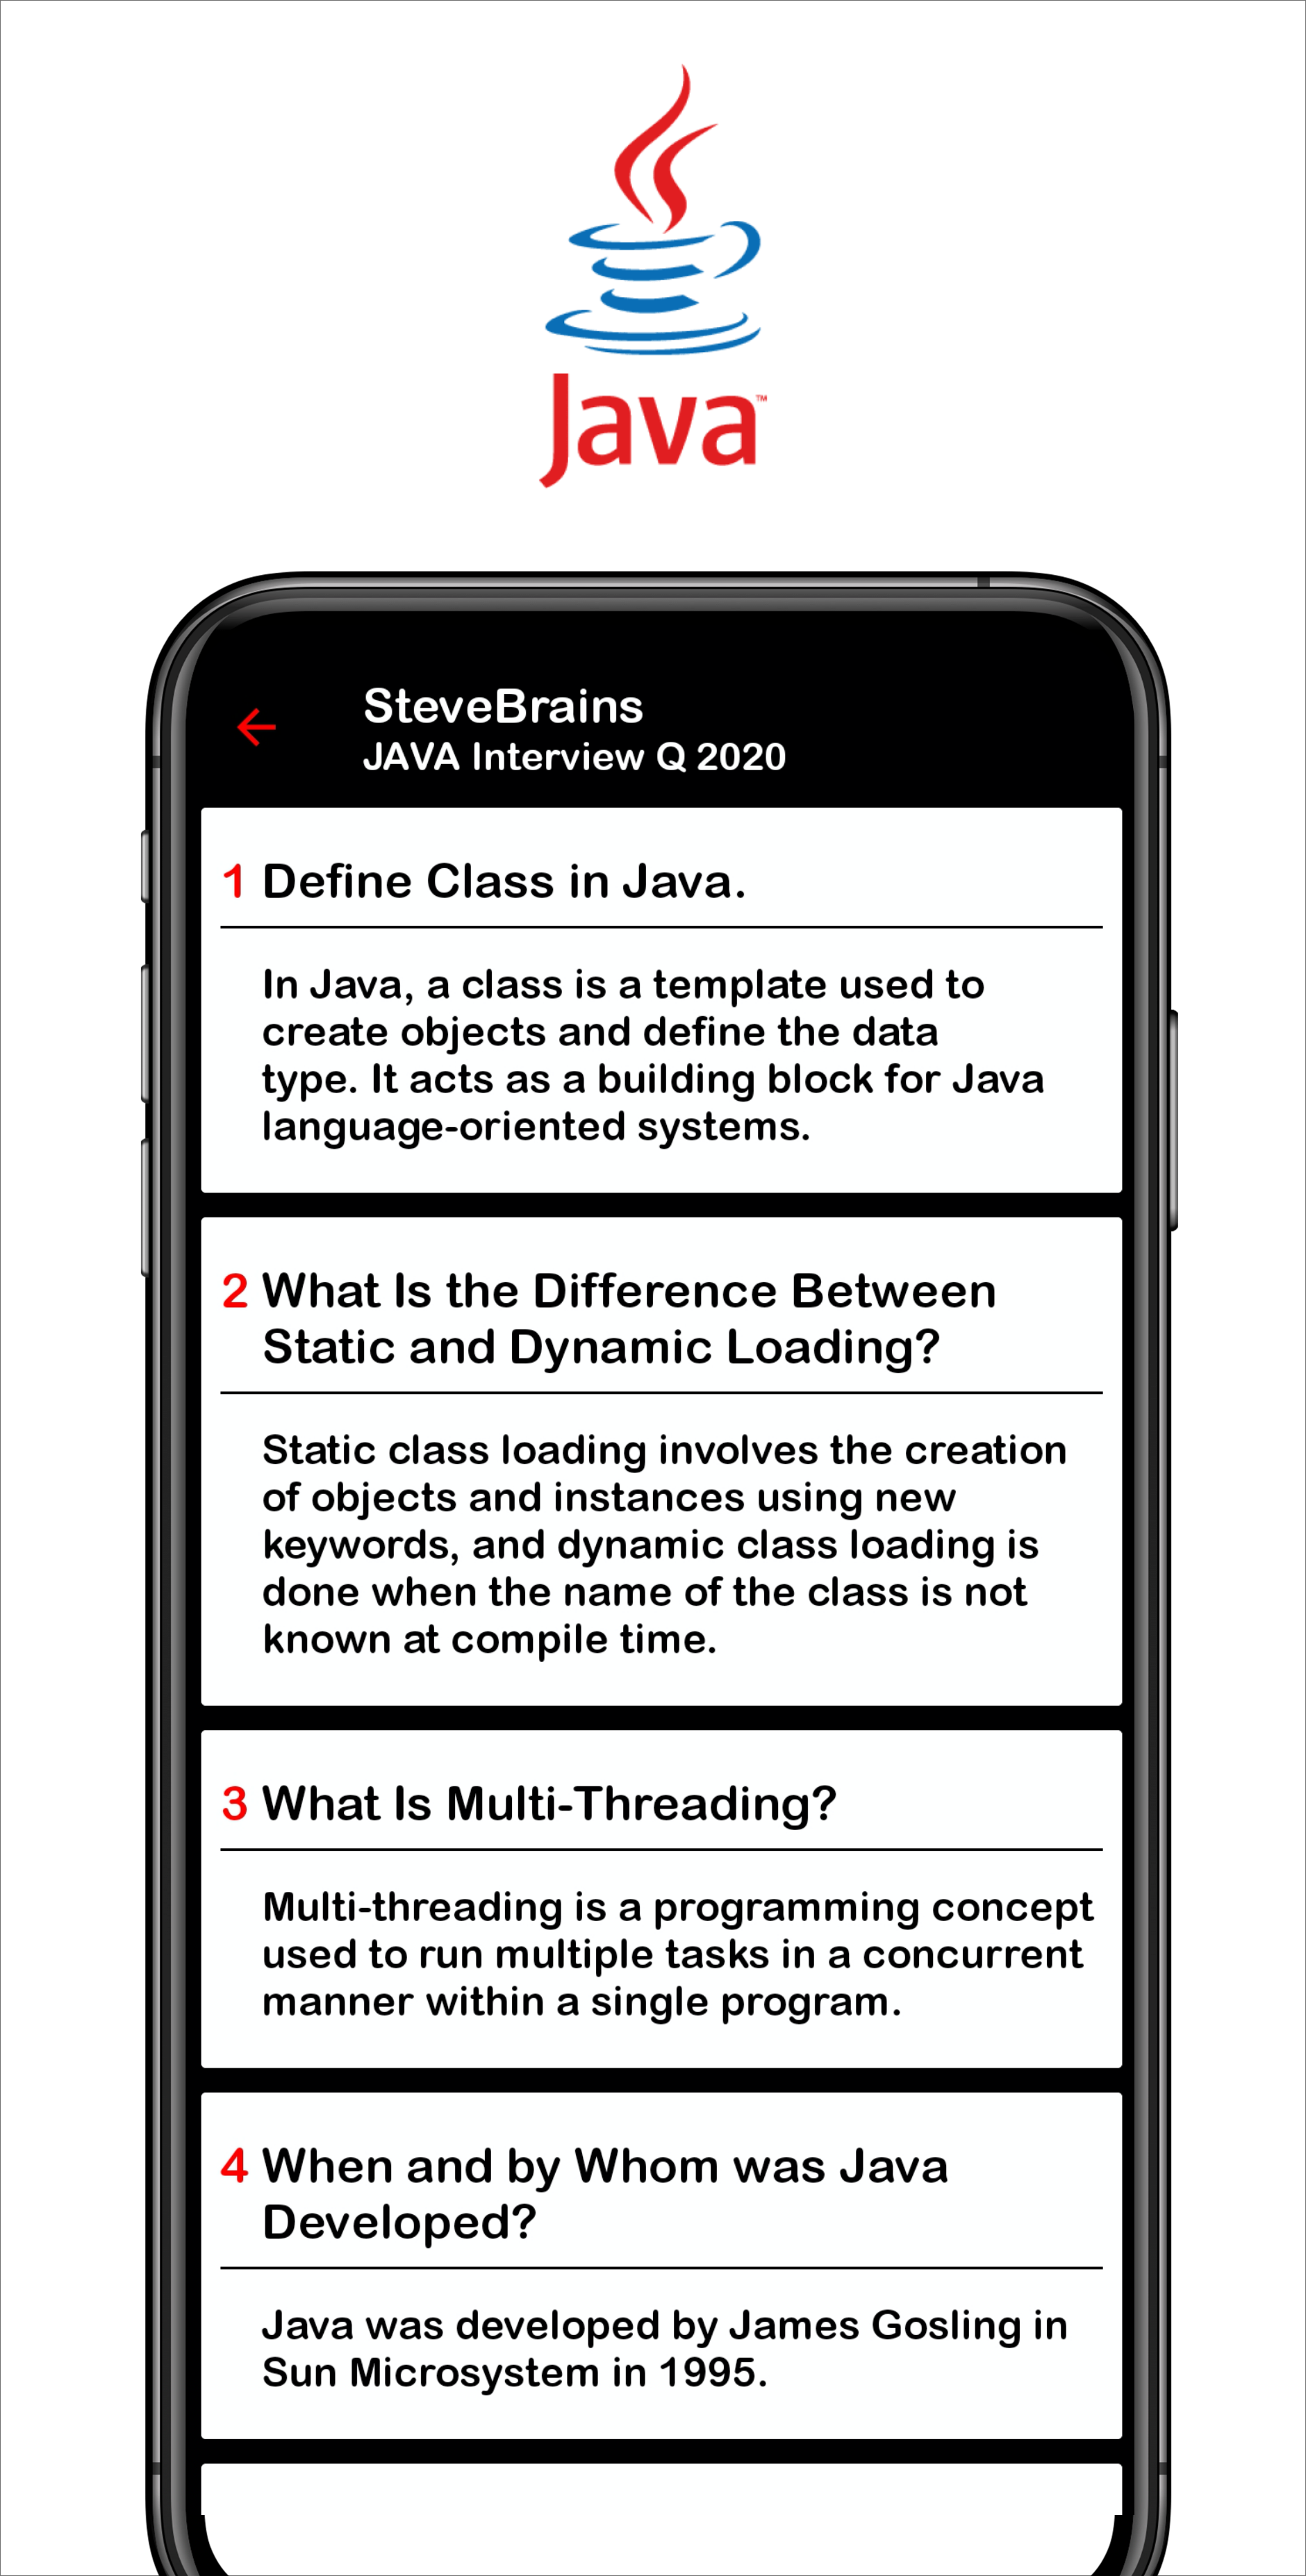 Java™
SteveBrains
JAVA Interview Q 2020
1 Define Class in Java.
In Java, a class is a template used to
create objects and define the data
type. It acts as a building block for Java
language-oriented systems.
2 What Is the Difference Between
Static and Dynamic Loading?
Static class loading involves the creation
of objects and instances using new
keywords, and dynamic class loading is
done when the name of the class is not
known at compile time.
3 What Is Multi-Threading?
Multi-threading is a programming concept
used to run multiple tasks in a concurrent
manner within a single program.
4 When and by Whom was Java
Developed?
Java was developed by James Gosling in
Sun Microsystem in 1995.